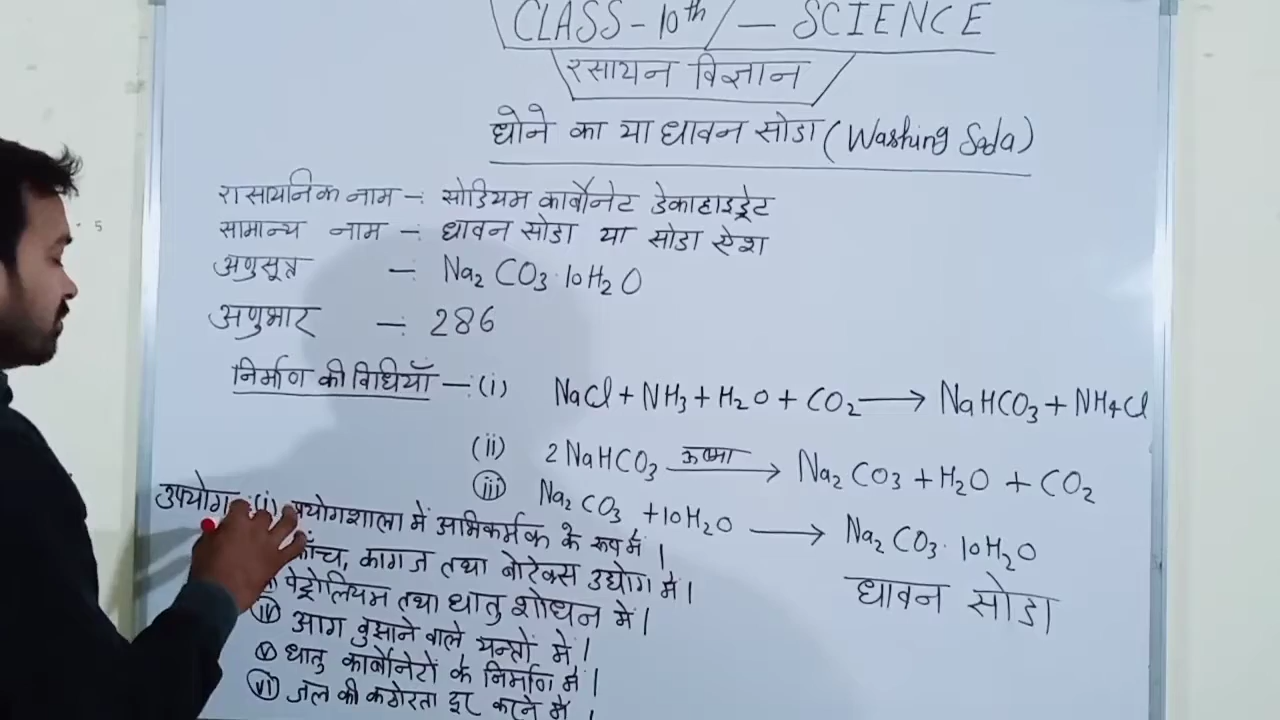 CLASS-10th - SCIENCE
रसायन विज्ञान
धोने का या धावन सोडा (Washing Soda)
रासायनिक नाम -: सोडियम कार्बोनेट डेकाहाइड्रेट
सामान्य नाम -: धावन सोडा या सोडा ऐश
अणुसूत्र -: Na2CO3·10H2O
अणुभार -: 286
निर्माण की विधियाँ -: (i) NaCl + NH3 + H2O + CO2 → NaHCO3 + NH4Cl
(ii) 2NaHCO3 ऊष्मा → Na2CO3 + H2O + CO2
(iii) Na2CO3 + 10H2O → Na2CO3·10H2O
धावन सोडा
उपयोग -: (i) प्रयोगशाला में अभिकर्मक के रूप में।
काँच, कागज तथा बोरेक्स उद्योग में।
पेट्रोलियम तथा धातु शोधन में।
(iv) आग बुझाने वाले यन्त्रों में।
(v) धातु कार्बोनेटों के निर्माण में।
(vi) जल की कठोरता दूर करने में